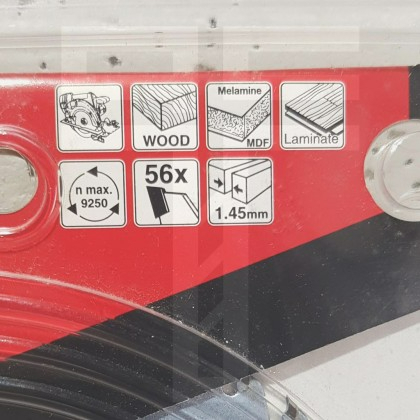 Melamine
WOOD
MDF
Laminate
n max.
9250
56x
1.45mm